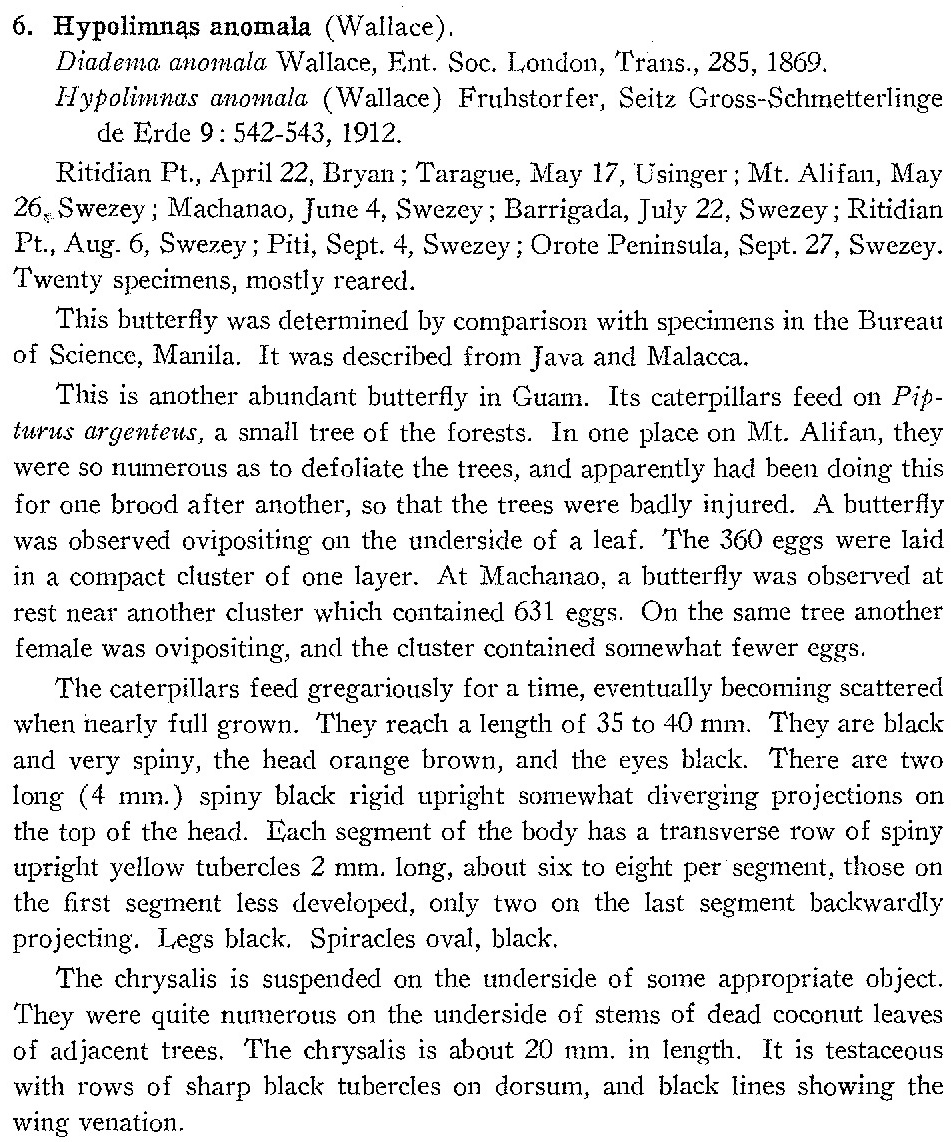 6. Hypolimnas anomala (Wallace).
Diadema anomala Wallace, Ent. Soc. London, Trans., 285, 1869.
Hypolimnas anomala (Wallace) Fruhstorfer, Seitz Gross-Schmetterlinge
de Erde 9: 542-543, 1912.
Ritidian Pt., April 22, Bryan; Tarague, May 17, Usinger; Mt. Alifan, May
26, Swezey; Machanao, June 4, Swezey; Barrigada, July 22, Swezey; Ritidian
Pt., Aug. 6, Swezey; Piti, Sept. 4, Swezey; Orote Peninsula, Sept. 27, Swezey.
Twenty specimens, mostly reared.
This butterfly was determined by comparison with specimens in the Bureau
of Science, Manila. It was described from Java and Malacca.
This is another abundant butterfly in Guam. Its caterpillars feed on Pip-
turus argenteus, a small tree of the forests. In one place on Mt. Alifan, they
were so numerous as to defoliate the trees, and apparently had been doing this
for one brood after another, so that the trees were badly injured. A butterfly
was observed ovipositing on the underside of a leaf. The 360 eggs were laid
in a compact cluster of one layer. At Machanao, a butterfly was observed at
rest near another cluster which contained 631 eggs. On the same tree another
female was ovipositing, and the cluster contained somewhat fewer eggs.
The caterpillars feed gregariously for a time, eventually becoming scattered
when nearly full grown. They reach a length of 35 to 40 mm. They are black
and very spiny, the head orange brown, and the eyes black. There are two
long (4 mm.) spiny black rigid upright somewhat diverging projections on
the top of the head. Each segment of the body has a transverse row of spiny
upright yellow tubercles 2 mm. long, about six to eight per segment, those on
the first segment less developed, only two on the last segment backwardly
projecting. Legs black. Spiracles oval, black.
The chrysalis is suspended on the underside of some appropriate object.
They were quite numerous on the underside of stems of dead coconut leaves
of adjacent trees. The chrysalis is about 20 mm. in length. It is testaceous
with rows of sharp black tubercles on dorsum, and black lines showing the
wing venation.